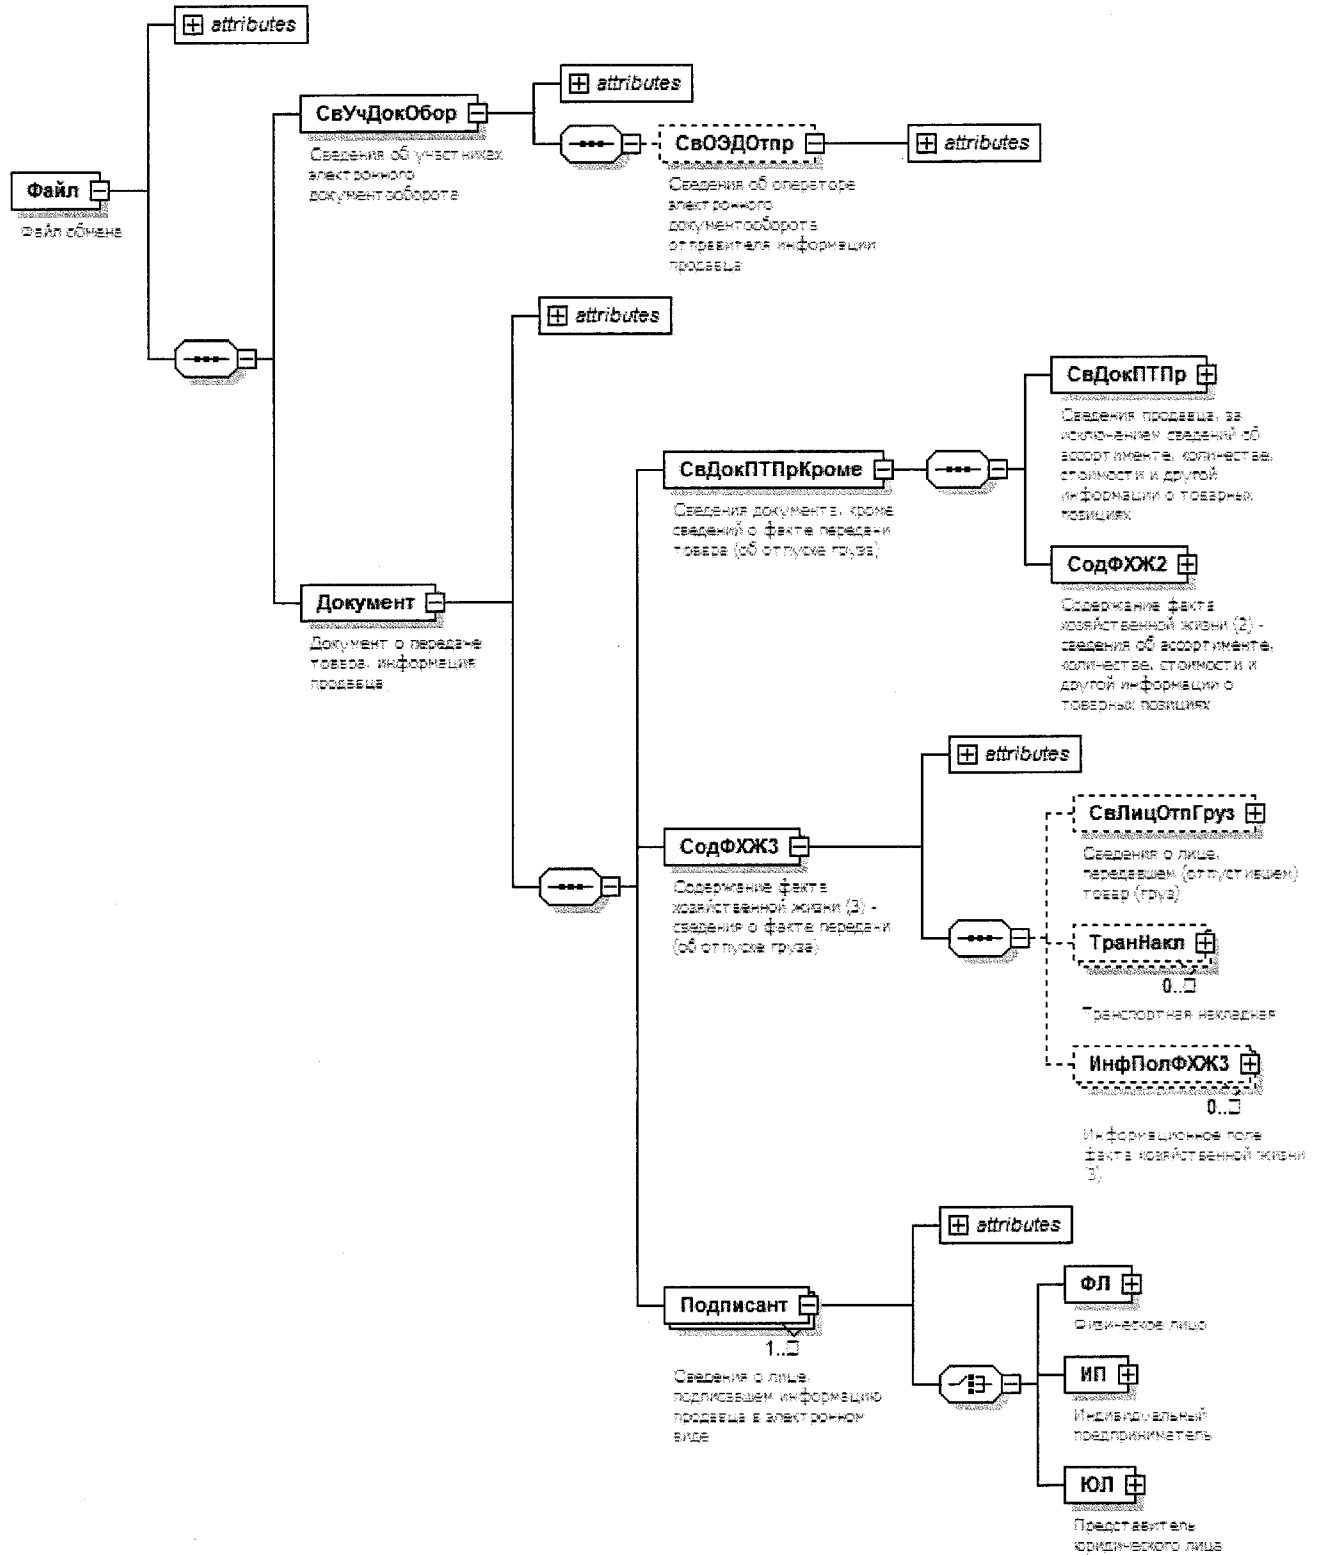 attributes
СвУчДокОбор
Сведения об участниках
электронного
документооборота
attributes
СвОЭДОтпр
Сведения об операторе
электронного
документооборота
отправителя информации
продавца
attributes
Файл
Файл обмена
attributes
СвДокПТПрКроме
Сведения документа, кроме
сведений о факте передачи
товара (об отпуске груза)
СвДокПТПр
Сведения продавца, за
исключением сведений об
ассортименте, количестве,
стоимости и другой
информации о товарных
позициях
СодФХЖ2
Содержание факта
хозяйственной жизни (2) -
сведения об ассортименте,
количестве, стоимости и
другой информации о
товарных позициях
Документ
Документ о передаче
товара, информация
продавца
attributes
СодФХЖ3
Содержание факта
хозяйственной жизни (3) -
сведения о факте передачи
(об отпуске груза)
СвЛицОтпГруз
Сведения о лице,
передавшем (отпустившем)
товар (груз)
ТранНакл
0..□
Транспортная накладная
ИнфПолФХЖ3
0..□
Информационное поле
факта хозяйственной жизни
3)
attributes
Подписант
1..□
Сведения о лице,
подписавшем информацию
продавца в электронном
виде
ФЛ
Физическое лицо
ИП
Индивидуальный
предприниматель
ЮЛ
Представитель
юридического лица